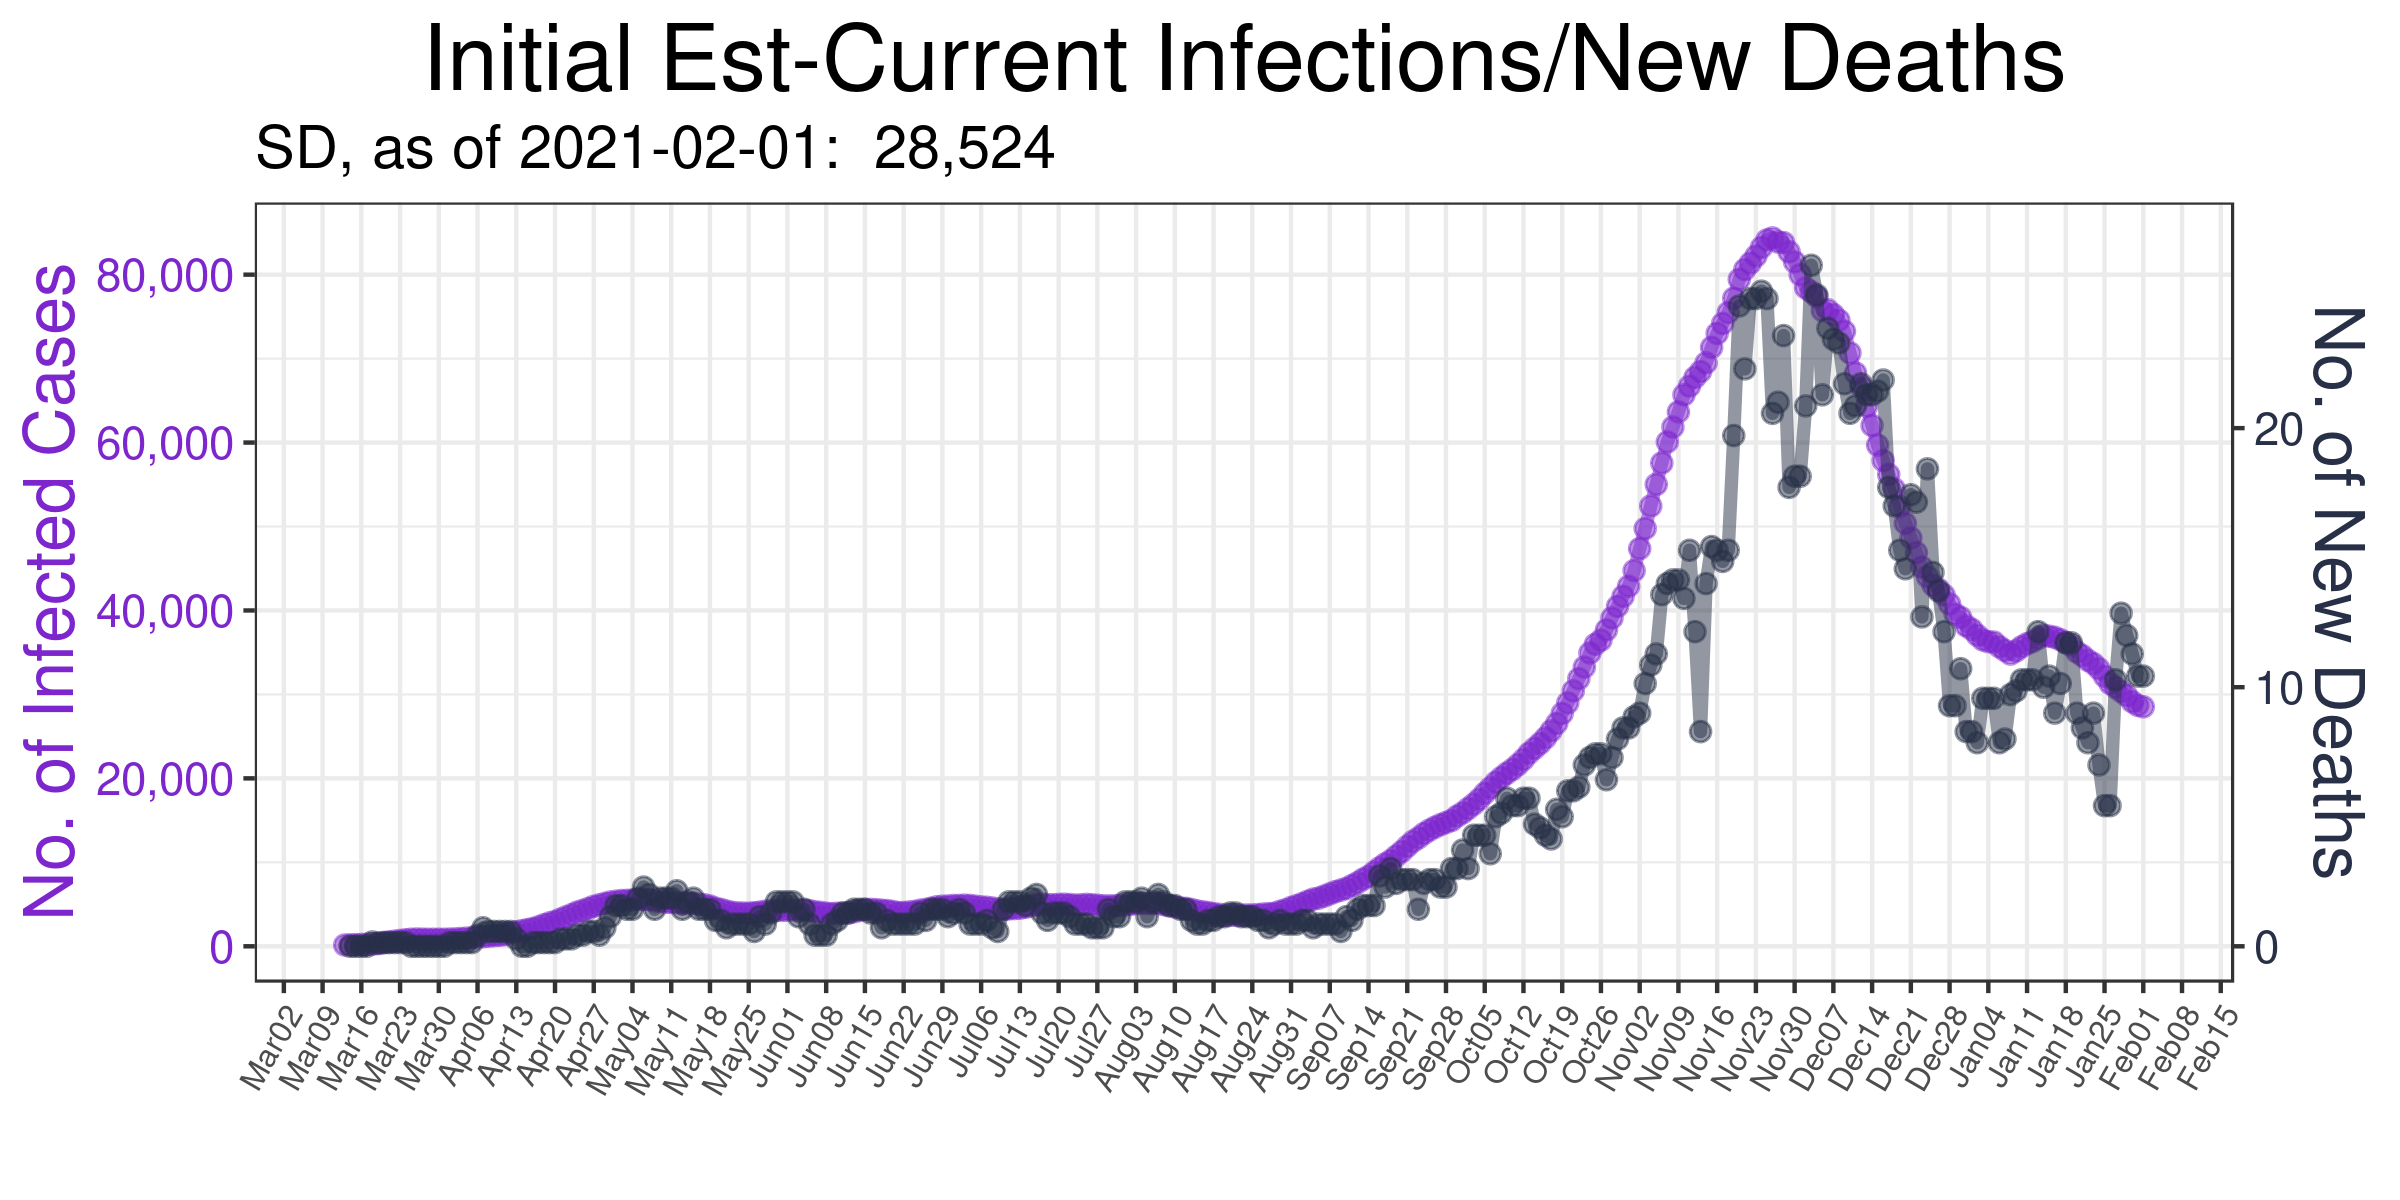 Initial Est-Current Infections/New Deaths
SD, as of 2021-02-01:  28,524
No. of Infected Cases
80,000
60,000
40,000
20,000
0
20
10
0
No. of New Deaths
Mar02
Mar09
Mar16
Mar23
Mar30
Apr06
Apr13
Apr20
Apr27
May04
May11
May18
May25
Jun01
Jun08
Jun15
Jun22
Jun29
Jul06
Jul13
Jul20
Jul27
Aug03
Aug10
Aug17
Aug24
Aug31
Sep07
Sep14
Sep21
Sep28
Oct05
Oct12
Oct19
Oct26
Nov02
Nov09
Nov16
Nov23
Nov30
Dec07
Dec14
Dec21
Dec28
Jan04
Jan11
Jan18
Jan25
Feb01
Feb08
Feb15